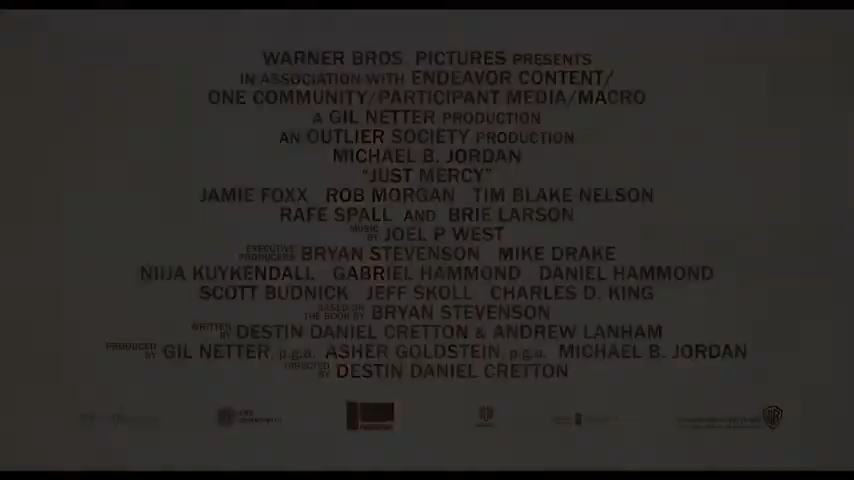 WARNER BROS. PICTURES PRESENTS
IN ASSOCIATION WITH ENDEAVOR CONTENT/
ONE COMMUNITY/PARTICIPANT MEDIA/MACRO
A GIL NETTER PRODUCTION
AN OUTLIER SOCIETY PRODUCTION
MICHAEL B. JORDAN
"JUST MERCY"
JAMIE FOXX ROB MORGAN TIM BLAKE NELSON
RAFE SPALL AND BRIE LARSON
MUSIC BY JOEL P WEST
EXECUTIVE PRODUCERS BRYAN STEVENSON MIKE DRAKE
NIIJA KUYKENDALL GABRIEL HAMMOND DANIEL HAMMOND
SCOTT BUDNICK JEFF SKOLL CHARLES D. KING
BASED ON THE BOOK BY BRYAN STEVENSON
WRITTEN BY DESTIN DANIEL CRETTON & ANDREW LANHAM
PRODUCED BY GIL NETTER, p.g.a. ASHER GOLDSTEIN, p.g.a. MICHAEL B. JORDAN
DIRECTED BY DESTIN DANIEL CRETTON